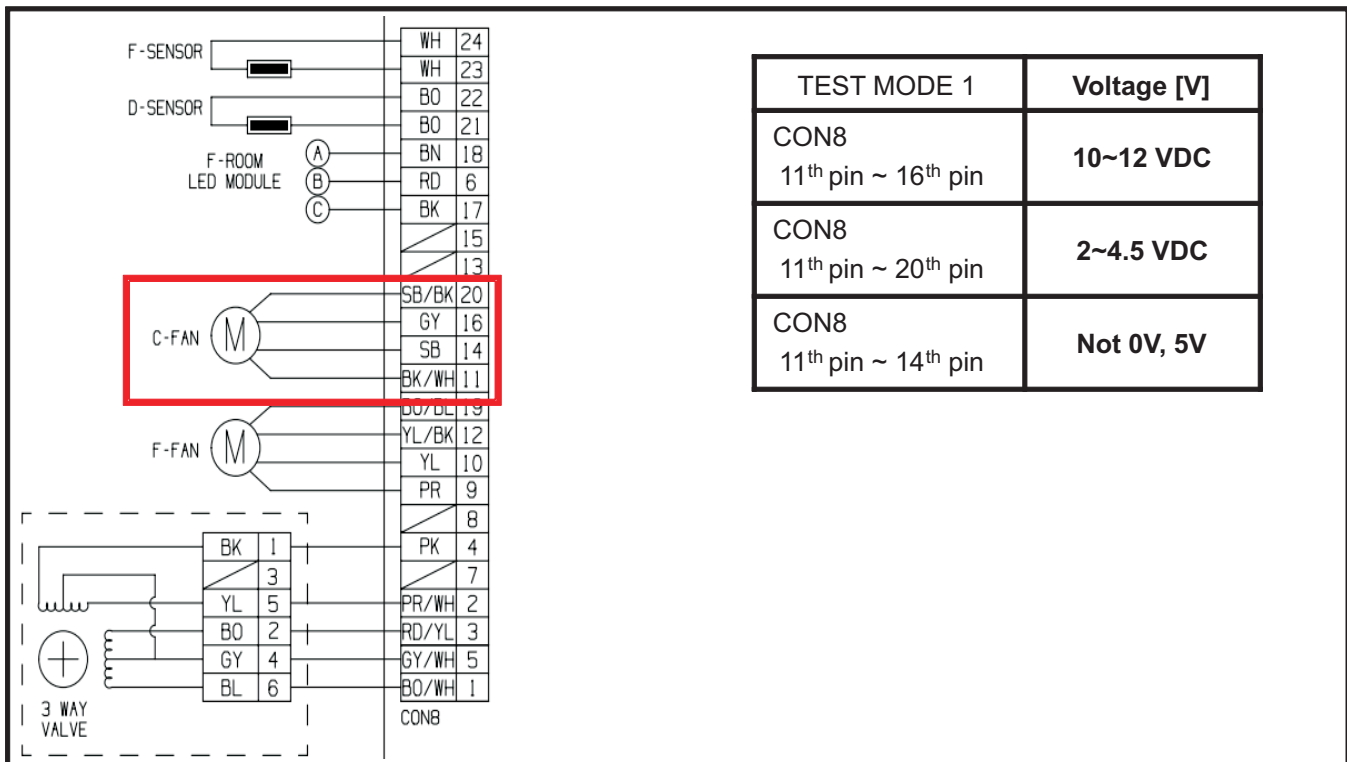 F-SENSOR
WH 24
WH 23
D-SENSOR
BO 22
BO 21
F-ROOM
LED MODULE
A BN 18
B RD 6
C BK 17
15
13
C-FAN
M
SB/BK 20
GY 16
SB 14
BK/WH 11
F-FAN
M
BO/BL 19
YL/BK 12
YL 10
PR 9
8
BK 1 PK 4
3 7
YL 5 PR/WH 2
BO 2 RD/YL 3
GY 4 GY/WH 5
BL 6 BO/WH 1
3 WAY
VALVE
CON8
TEST MODE 1 Voltage [V]
CON8
11th pin ~ 16th pin 10~12 VDC
CON8
11th pin ~ 20th pin 2~4.5 VDC
CON8
11th pin ~ 14th pin Not 0V, 5V